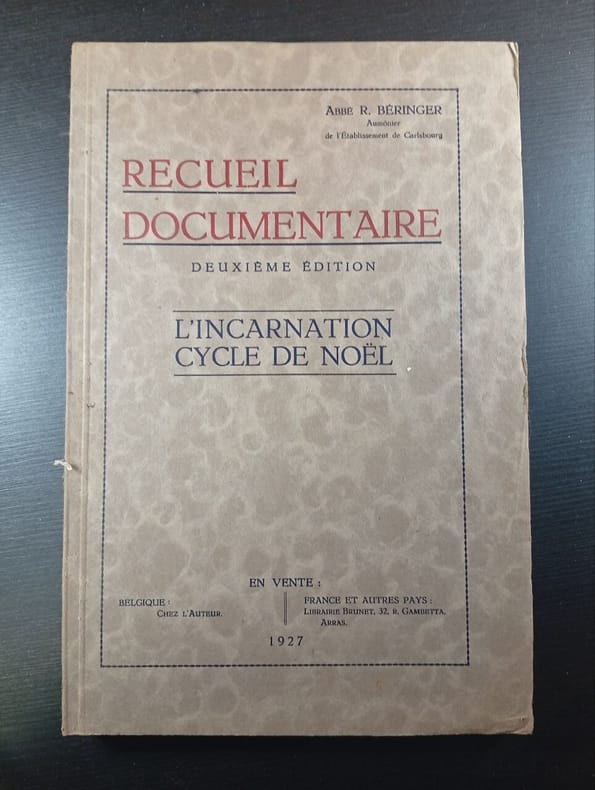 ABBÉ R. BÉRINGER
Aumônier
de l'Établissement de Carlsbourg
RECUEIL
DOCUMENTAIRE
DEUXIÈME ÉDITION
L'INCARNATION
CYCLE DE NOËL
EN VENTE :
BELGIQUE :
CHEZ L'AUTEUR.
FRANCE ET AUTRES PAYS :
LIBRAIRIE BRUNET, 32, R. GAMBETTA,
ARRAS.
1927